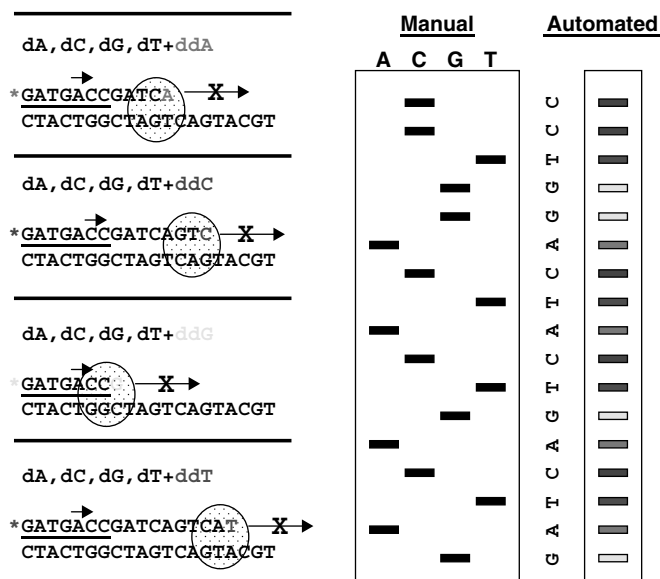 dA,dC,dG,dT+ddA
X
*GATGACCGATCA
CTACTGGCTAGTCAGTACGT
dA,dC,dG,dT+ddC
*GATGACCGATCAGTC X
CTACTGGCTAGTCAGTACGT
dA,dC,dG,dT+ddG
*GATGACCG X
CTACTGGCTAGTCAGTACGT
dA,dC,dG,dT+ddT
*GATGACCGATCAGTCAT X
CTACTGGCTAGTCAGTACGT
Manual
A C G T
Automated
C
C
T
G
G
A
C
T
A
C
T
G
A
C
T
A
G